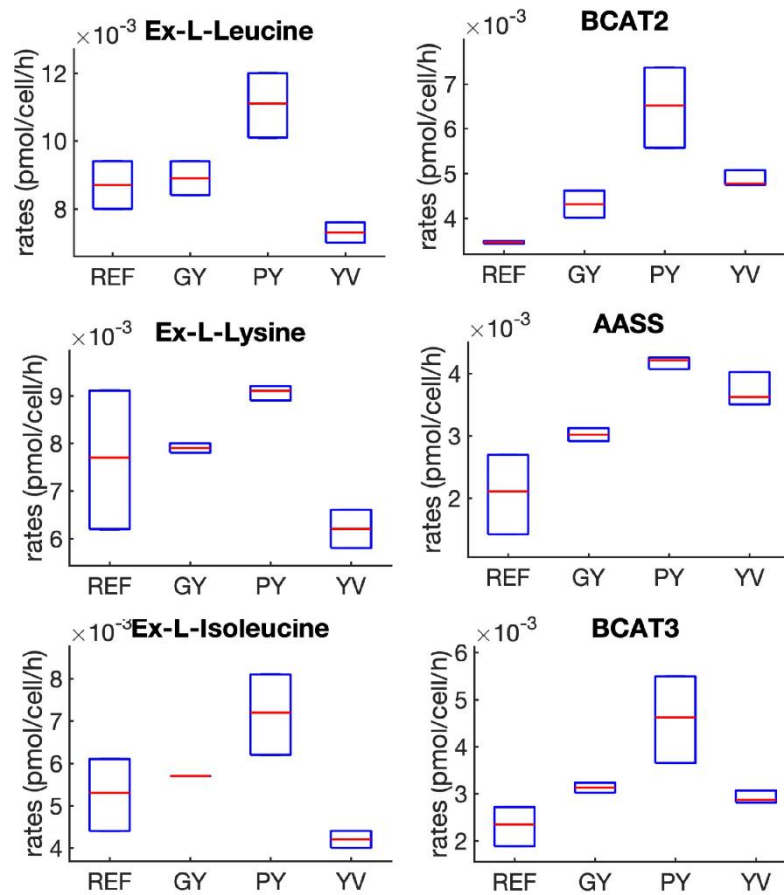 ×10⁻³ Ex-L-Leucine
rates (pmol/cell/h)
12
10
8
REF GY PY YV
×10⁻³ BCAT2
rates (pmol/cell/h)
7
6
5
4
REF GY PY YV
×10⁻³ Ex-L-Lysine
rates (pmol/cell/h)
9
8
7
6
REF GY PY YV
×10⁻³ AASS
rates (pmol/cell/h)
4
3
2
REF GY PY YV
×10⁻³ Ex-L-Isoleucine
rates (pmol/cell/h)
8
7
6
5
4
REF GY PY YV
×10⁻³ BCAT3
rates (pmol/cell/h)
6
5
4
3
2
REF GY PY YV